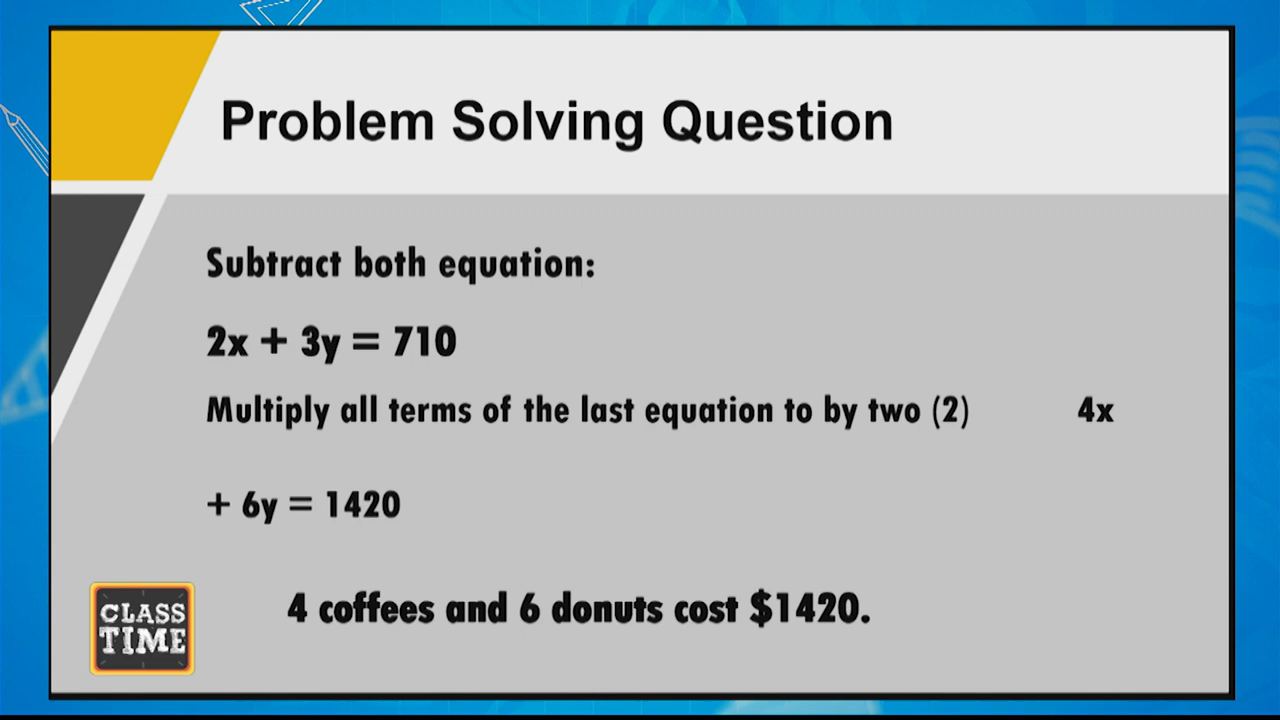 Problem Solving Question
Subtract both equation:
2x + 3y = 710
Multiply all terms of the last equation to by two (2) 4x
+ 6y = 1420
4 coffees and 6 donuts cost $1420.
CLASS
TIME